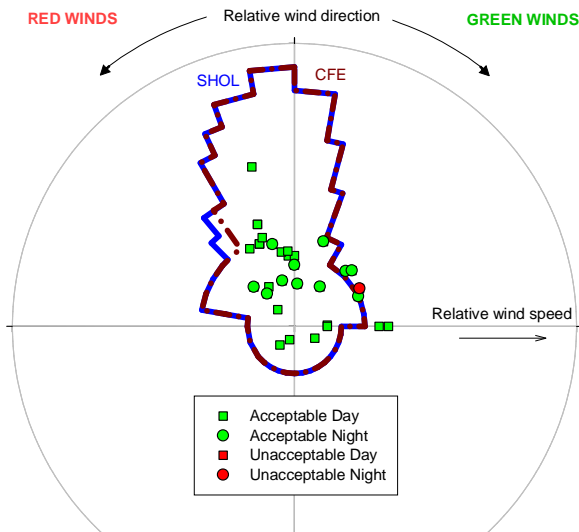 RED WINDS
Relative wind direction
GREEN WINDS
SHOL
CFE
Relative wind speed
Acceptable Day
Acceptable Night
Unacceptable Day
Unacceptable Night